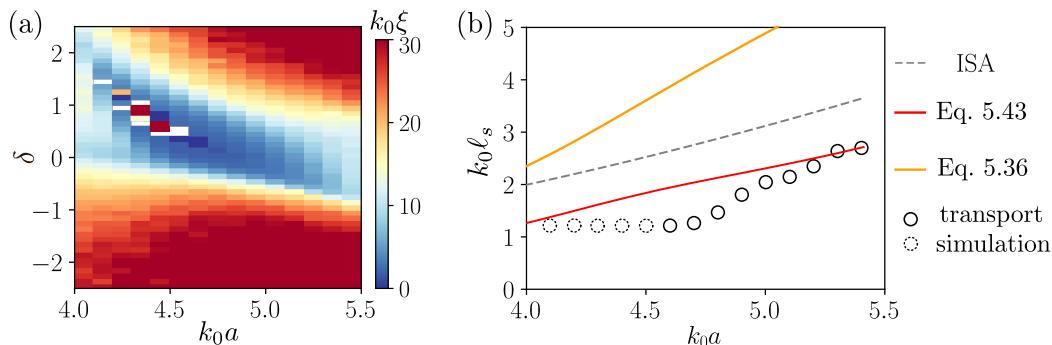 (a)
k₀ξ
2
1
0
−1
−2
δ
4.0
4.5
5.0
5.5
k₀a
30
20
10
0
(b)
5
4
3
2
1
0
k₀ℓₛ
4.0
4.5
5.0
5.5
k₀a
ISA
Eq. 5.43
Eq. 5.36
transport
simulation